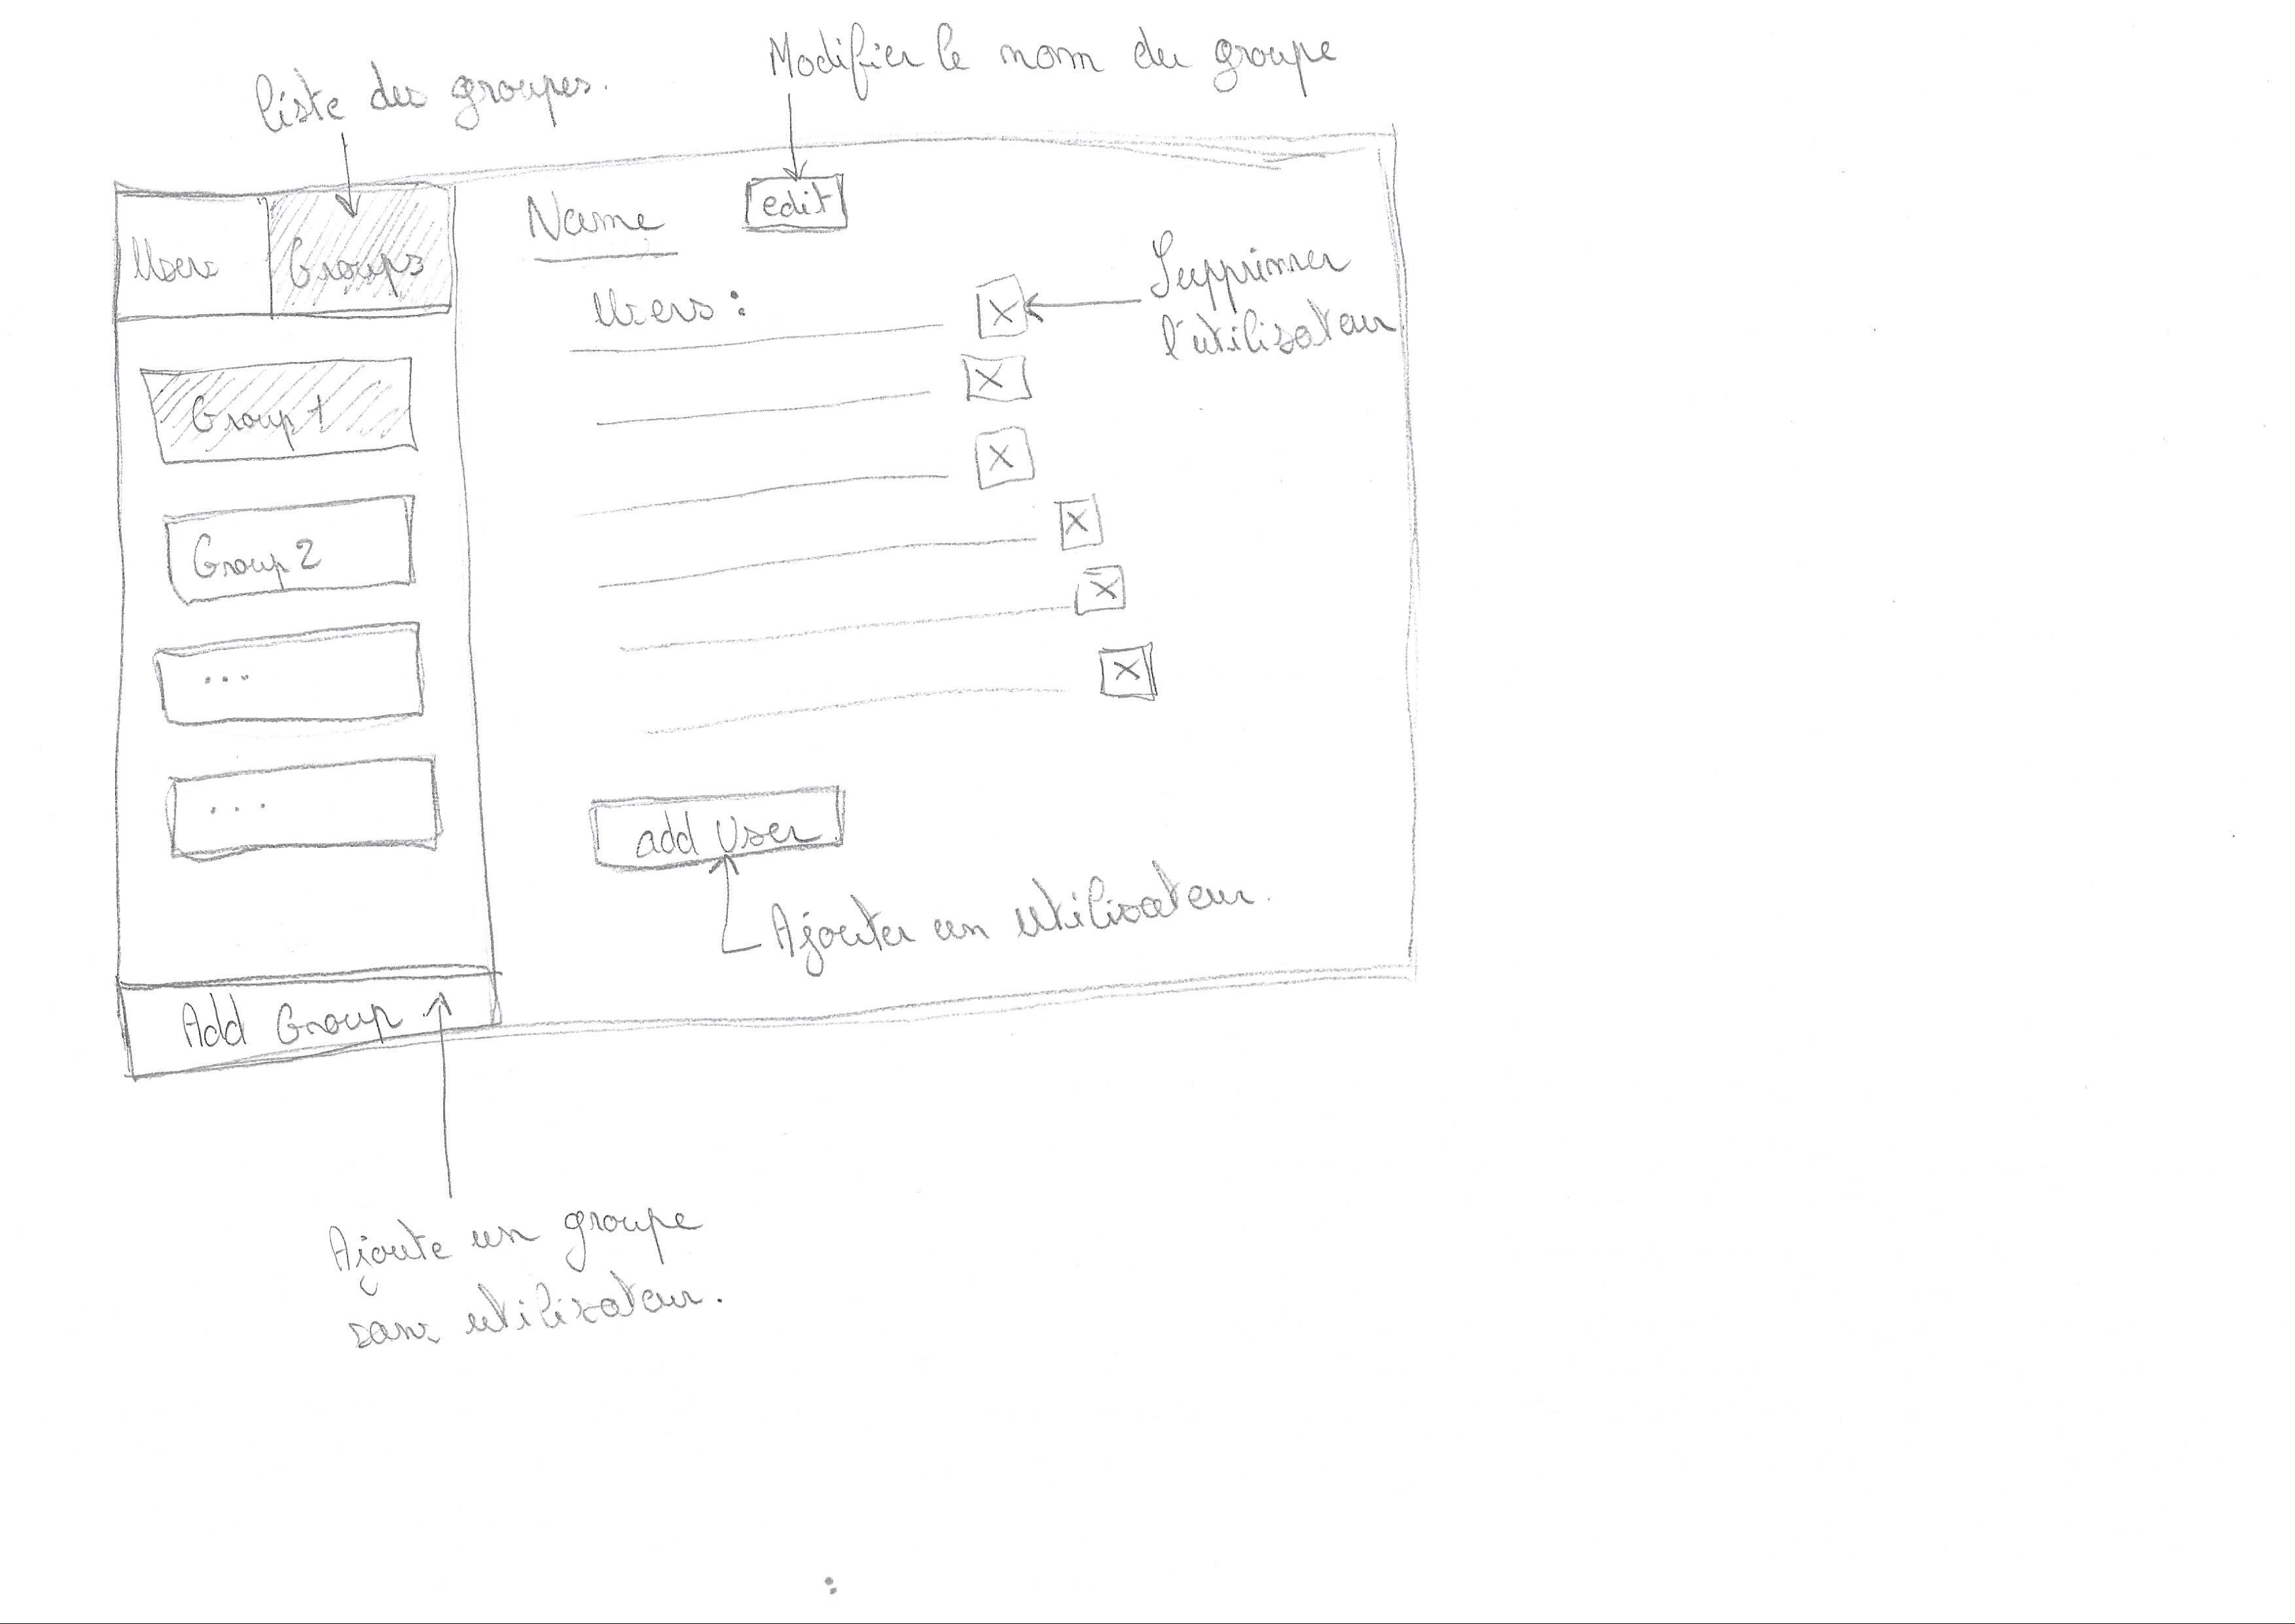 Modifier le nom du groupe
liste des groupes.
Users
Groups
Name
edit
Users :
X
Supprimer
l'utilisateur
X
Group 1
X
X
Group 2
X
X
...
...
add User
Ajouter un utilisateur.
Add Group
Ajoute un groupe
sans utilisateur.